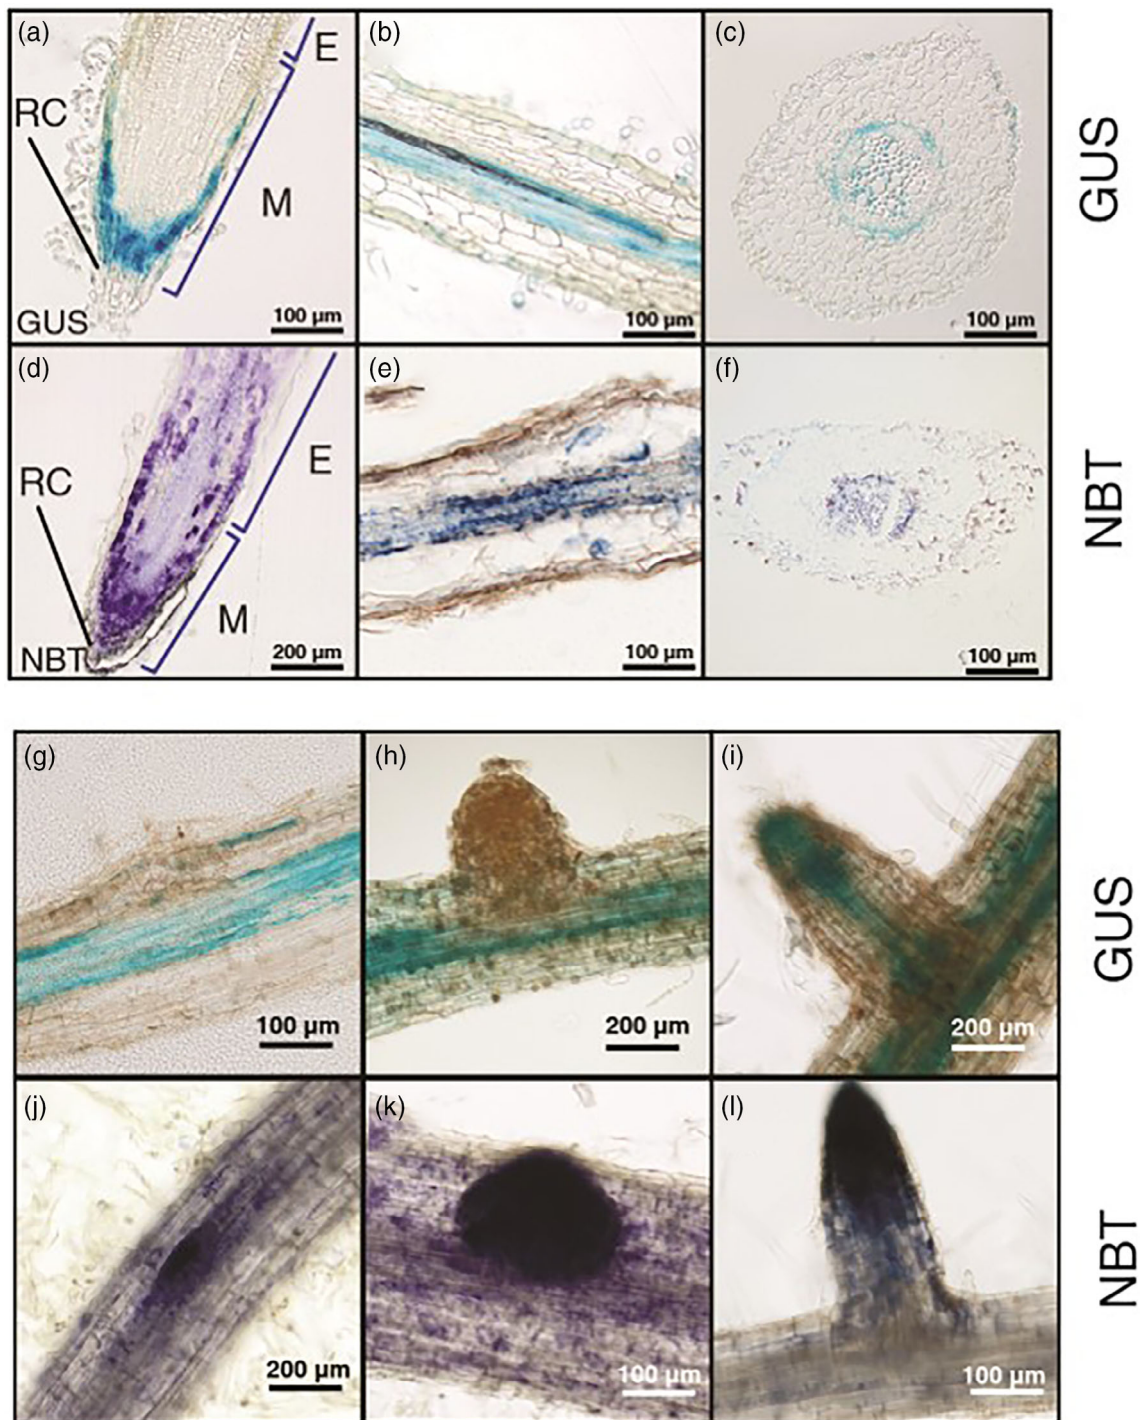 (a)
RC
E
M
GUS
100 µm
(b)
100 µm
(c)
100 µm
GUS
(d)
RC
E
M
NBT
200 µm
(e)
100 µm
(f)
100 µm
NBT
(g)
100 µm
(h)
200 µm
(i)
200 µm
GUS
(j)
200 µm
(k)
100 µm
(l)
100 µm
NBT